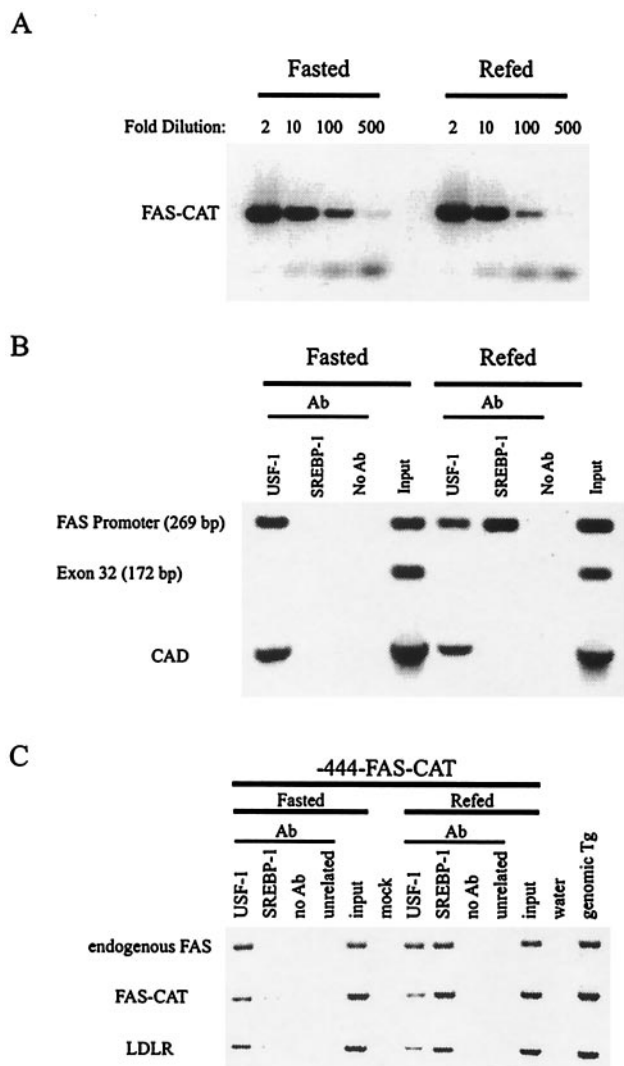 A
Fasted Refed
Fold Dilution: 2 10 100 500 2 10 100 500
FAS-CAT
B
Fasted Refed
Ab Ab
USF-1 SREBP-1 No Ab Input USF-1 SREBP-1 No Ab Input
FAS Promoter (269 bp)
Exon 32 (172 bp)
CAD
C
-444-FAS-CAT
Fasted Refed
Ab Ab
USF-1 SREBP-1 no Ab unrelated input mock USF-1 SREBP-1 no Ab unrelated input water genomic Tg
endogenous FAS
FAS-CAT
LDLR